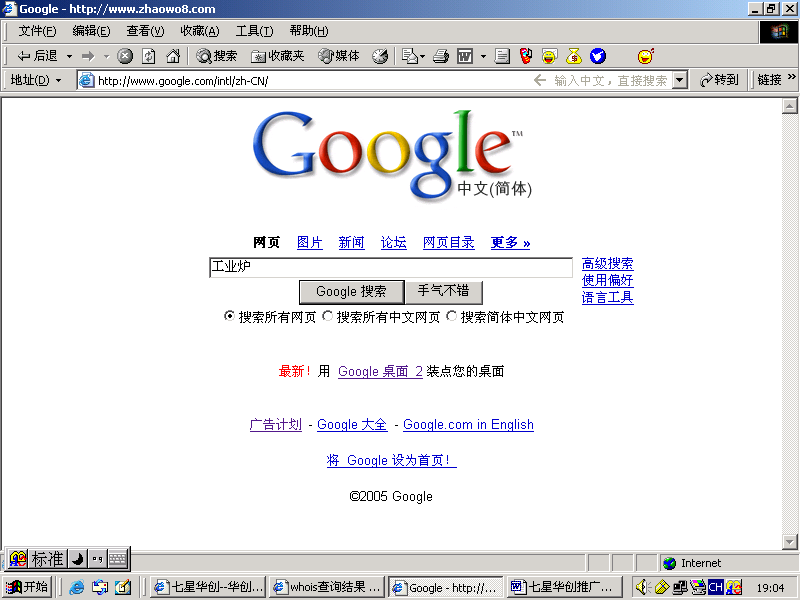 Google - http://www.zhaowo8.com
文件(F) 编辑(E) 查看(V) 收藏(A) 工具(T) 帮助(H)
后退 搜索 收藏夹 媒体
地址(D) http://www.google.com/intl/zh-CN/ 输入中文，直接搜索 转到 链接 »
Google™
中文(简体)
网页 图片 新闻 论坛 网页目录 更多 »
工业炉
高级搜索
使用偏好
语言工具
Google 搜索 手气不错
搜索所有网页 搜索所有中文网页 搜索简体中文网页
最新！用 Google 桌面 2 装点您的桌面
广告计划 - Google 大全 - Google.com in English
将 Google 设为首页！
©2005 Google
标准
Internet
开始 七星华创--华创... whois查询结果 ... Google - http://... 七星华创推广... CH 19:04